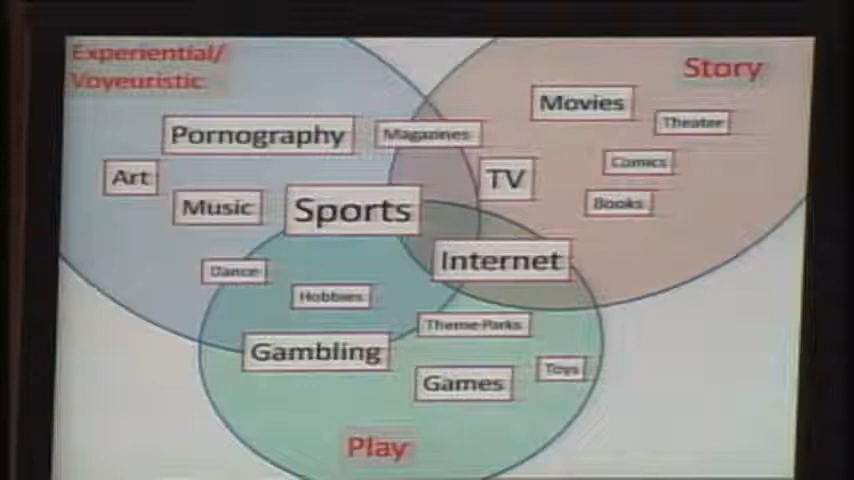 Experiential/
Voyeuristic
Story
Movies
Theater
Pornography
Magazines
Comics
Art
TV
Music
Sports
Books
Internet
Dance
Hobbies
Theme Parks
Gambling
Games
Toys
Play